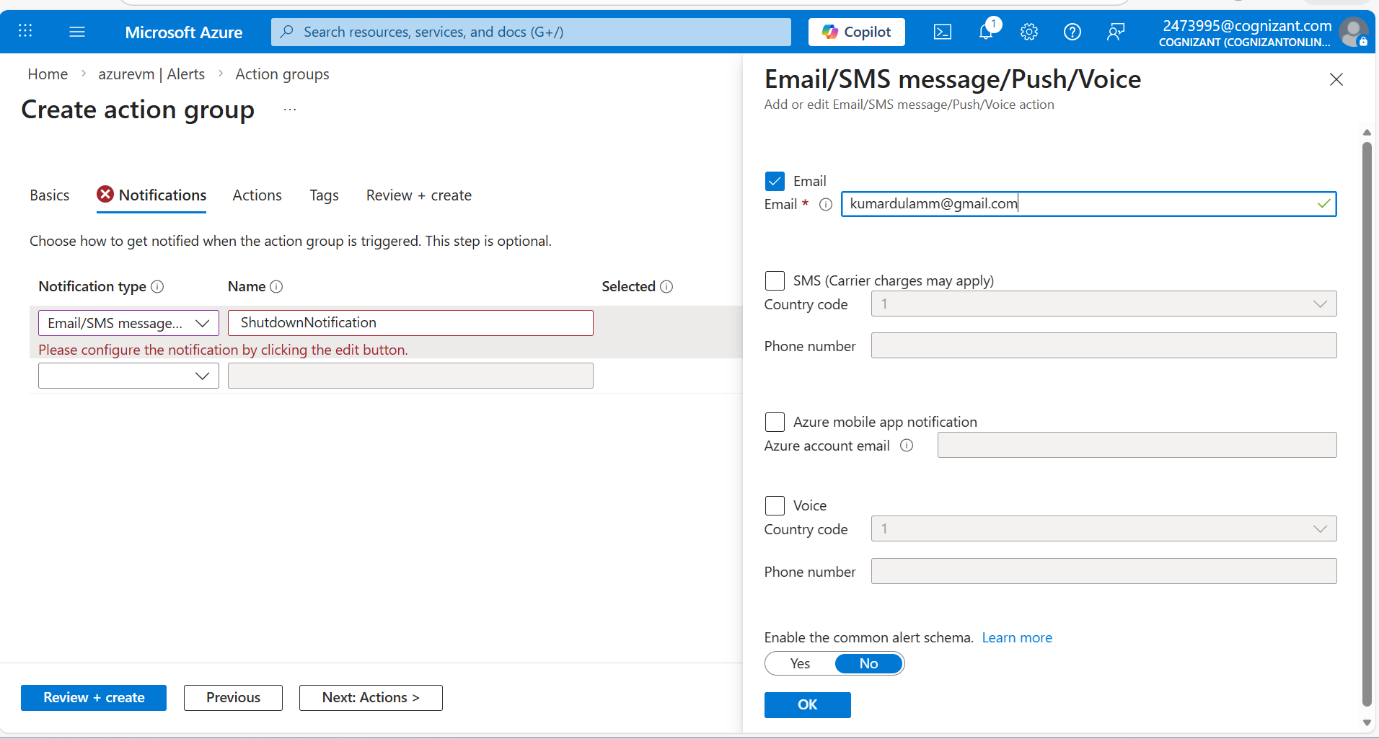 Microsoft Azure
Search resources, services, and docs (G+/)
Copilot
1
2473995@cognizant.com
COGNIZANT (COGNIZANTONLIN...
Home > azurevm | Alerts > Action groups
Create action group ...
Basics
Notifications
Actions
Tags
Review + create
Choose how to get notified when the action group is triggered. This step is optional.
Notification type
Name
Selected
Email/SMS message...
ShutdownNotification
Please configure the notification by clicking the edit button.
Review + create
Previous
Next: Actions >
Email/SMS message/Push/Voice
Add or edit Email/SMS message/Push/Voice action
Email
Email *
kumardulamm@gmail.com
SMS (Carrier charges may apply)
Country code
1
Phone number
Azure mobile app notification
Azure account email
Voice
Country code
1
Phone number
Enable the common alert schema. Learn more
Yes
No
OK